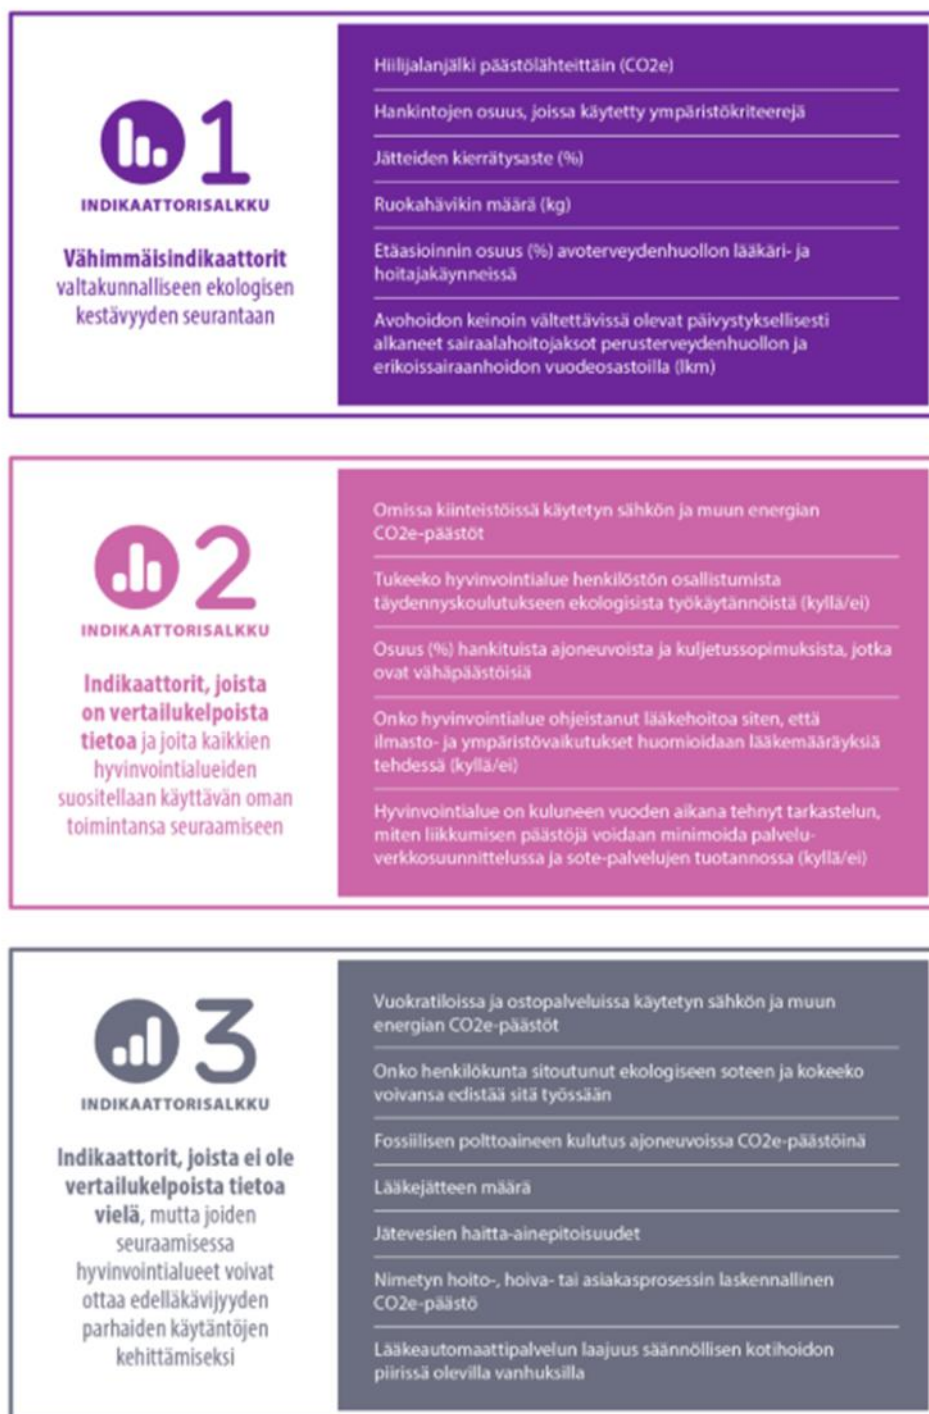 1
INDIKAATTORISALKKU
Vähimmäisindikaattorit
valtakunnalliseen ekologisen
kestävyyden seurantaan
Hiilijalanjälki päästölähteittäin (CO2e)
Hankintojen osuus, joissa käytetty ympäristökriteerejä
Jätteiden kierrätysaste (%)
Ruokahävikin määrä (kg)
Etäasioinnin osuus (%) avoterveydenhuollon lääkäri- ja
hoitajakäynneissä
Avohoidon keinoin vältettävissä olevat päivystyksellisesti
alkaneet sairaalahoitojaksot perusterveydenhuollon ja
erikoissairaanhoidon vuodeosastoilla (lkm)
2
INDIKAATTORISALKKU
Indikaattorit, joista
on vertailukelpoista
tietoa ja joita kaikkien
hyvinvointialueiden
suositellaan käyttävän oman
toimintansa seuraamiseen
Omissa kiinteistöissä käytetyn sähkön ja muun energian
CO2e-päästöt
Tukeeko hyvinvointialue henkilöstön osallistumista
täydennyskoulutukseen ekologisista työkäytännöistä (kyllä/ei)
Osuus (%) hankituista ajoneuvoista ja kuljetussopimuksista, jotka
ovat vähäpäästöisiä
Onko hyvinvointialue ohjeistanut lääkehoitoa siten, että
ilmasto- ja ympäristövaikutukset huomioidaan lääkemääräyksiä
tehdessä (kyllä/ei)
Hyvinvointialue on kuluneen vuoden aikana tehnyt tarkastelun,
miten liikkumisen päästöjä voidaan minimoida palvelu-
verkkosuunnittelussa ja sote-palvelujen tuotannossa (kyllä/ei)
3
INDIKAATTORISALKKU
Indikaattorit, joista ei ole
vertailukelpoista tietoa
vielä, mutta joiden
seuraamisessa
hyvinvointialueet voivat
ottaa edelläkävijyyden
parhaiden käytäntöjen
kehittämiseksi
Vuokratiloissa ja ostopalveluissa käytetyn sähkön ja muun
energian CO2e-päästöt
Onko henkilökunta sitoutunut ekologiseen soteen ja kokeeko
voivansa edistää sitä työssään
Fossiilisen polttoaineen kulutus ajoneuvoissa CO2e-päästöinä
Lääkejätteen määrä
Jätevesien haitta-ainepitoisuudet
Nimetyn hoito-, hoiva- tai asiakasprosessin laskennallinen
CO2e-päästö
Lääkeautomaattipalvelun laajuus säännöllisen kotihoidon
piirissä olevilla vanhuksilla